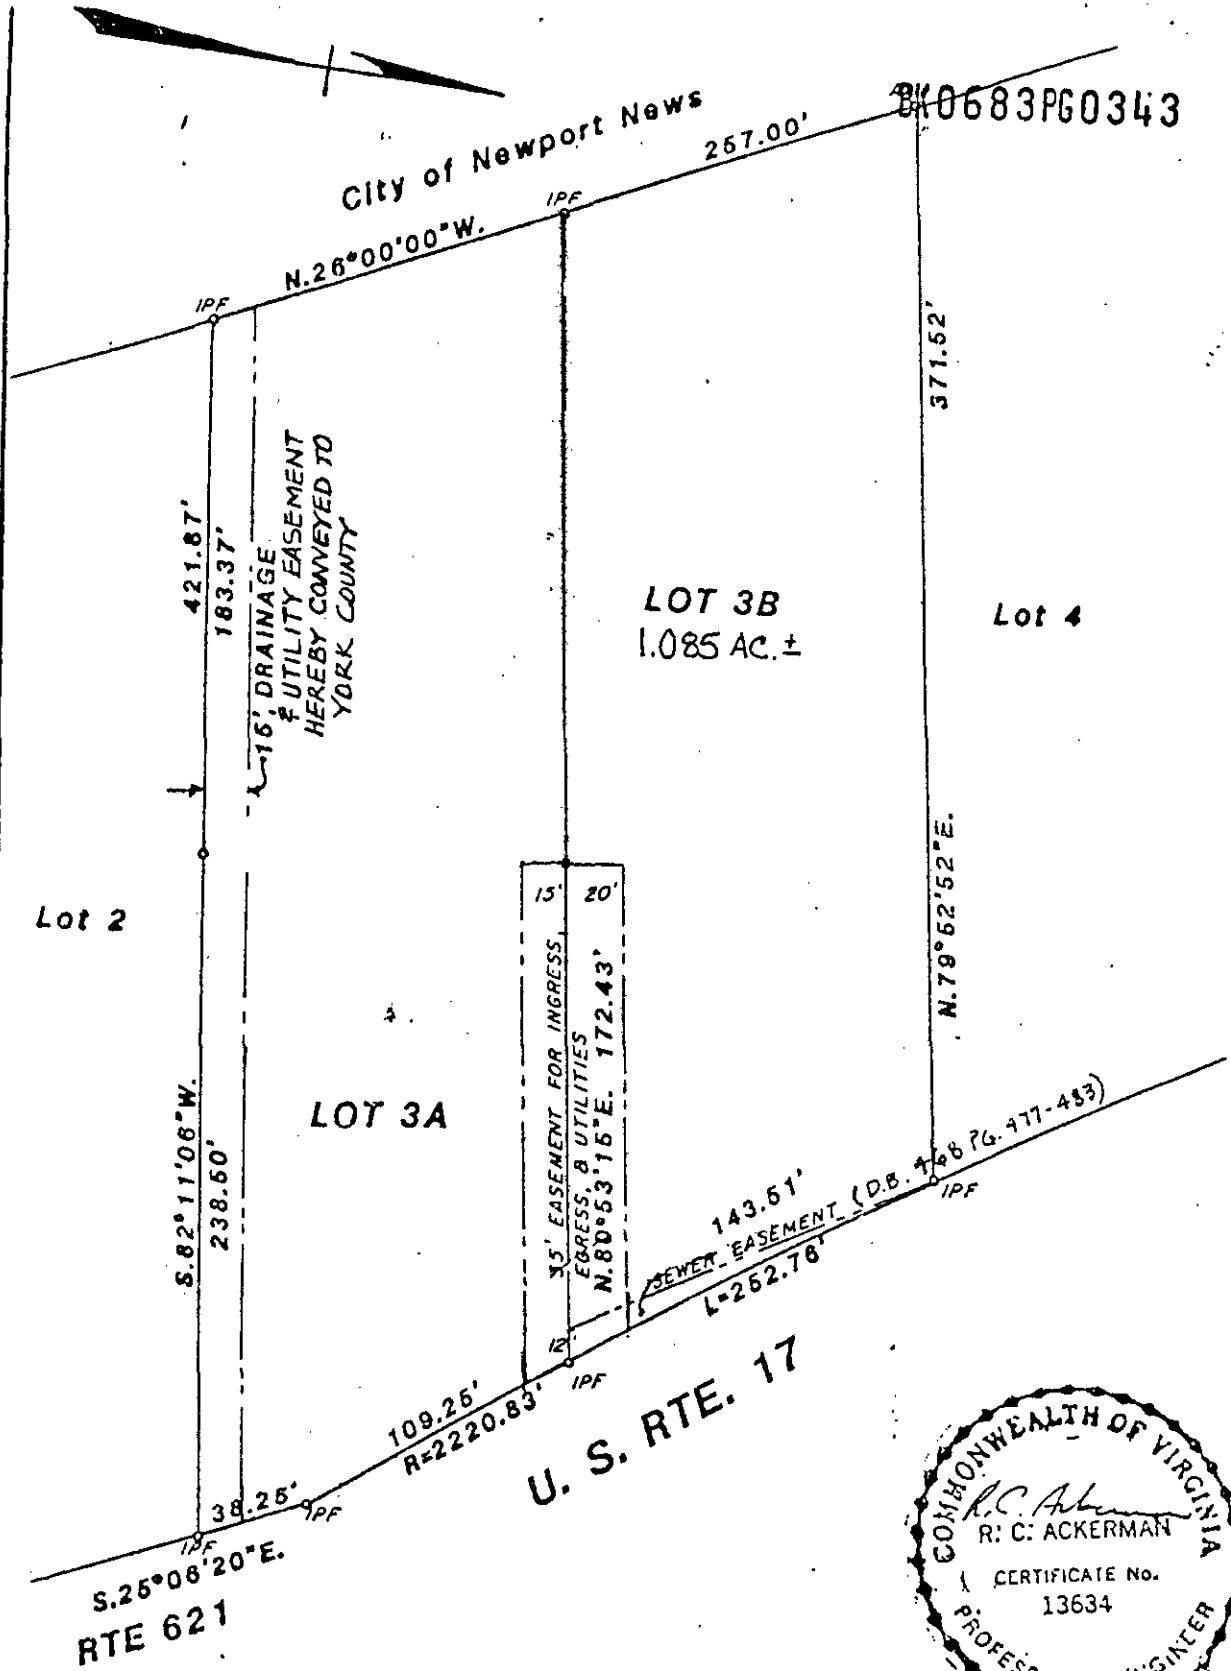 BK0683PG0343
City of Newport News
257.00'
IPF
N.26°00'00"W.
IPF
371.52'
421.87'
183.37'
15' DRAINAGE
& UTILITY EASEMENT
HEREBY CONVEYED TO
YORK COUNTY
LOT 3B
1.085 AC. ±
Lot 4
Lot 2
15' 20'
N.79°52'52"E.
35' EASEMENT FOR INGRESS,
EGRESS, & UTILITIES
N.80°53'15"E. 172.43'
LOT 3A
S.82°11'06"W.
238.50'
143.51'
SEWER EASEMENT (D.B. 468 PG. 477-483)
L=252.76'
IPF
12'
IPF
109.25'
R=2220.83'
U. S. RTE. 17
38.25'
IPF
IPF
S.25°06'20"E.
RTE 621
COMMONWEALTH OF VIRGINIA
R. C. Ackerman
R. C. ACKERMAN
CERTIFICATE No.
13634